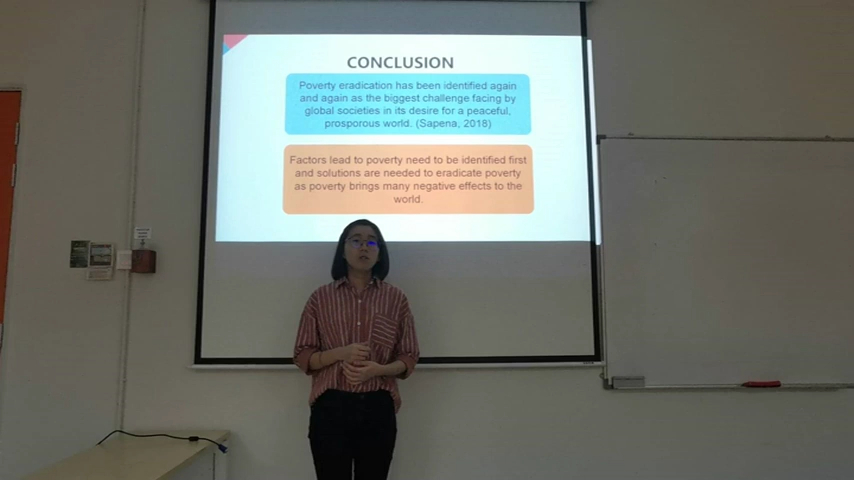 CONCLUSION
Poverty eradication has been identified again
and again as the biggest challenge facing by
global societies in its desire for a peaceful,
prosporous world. (Sapena, 2018)
Factors lead to poverty need to be identified first
and solutions are needed to eradicate poverty
as poverty brings many negative effects to the
world.